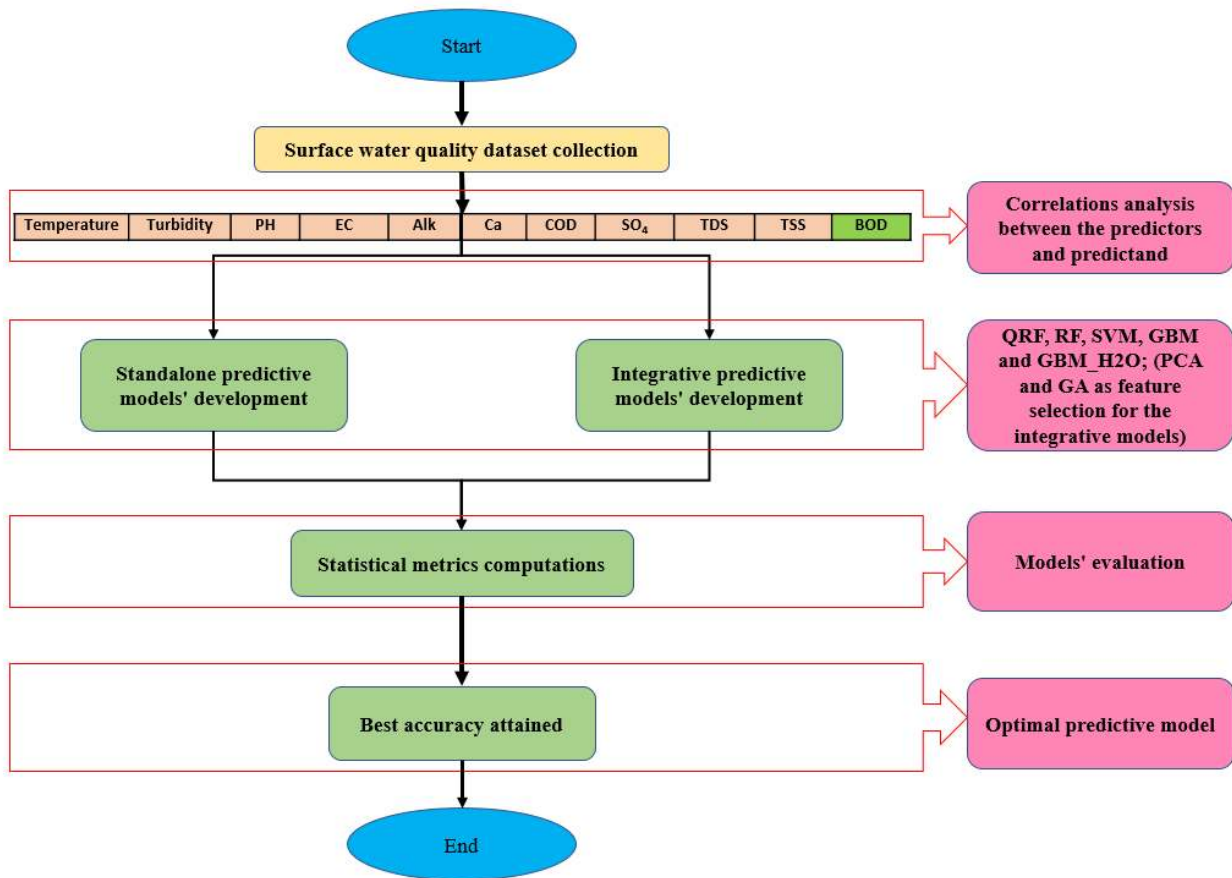 Start
Surface water quality dataset collection
Temperature Turbidity PH EC Alk Ca COD SO₄ TDS TSS BOD
Correlations analysis
between the predictors
and predictand
Standalone predictive
models' development
Integrative predictive
models' development
QRF, RF, SVM, GBM
and GBM_H2O; (PCA
and GA as feature
selection for the
integrative models)
Statistical metrics computations
Models' evaluation
Best accuracy attained
Optimal predictive model
End